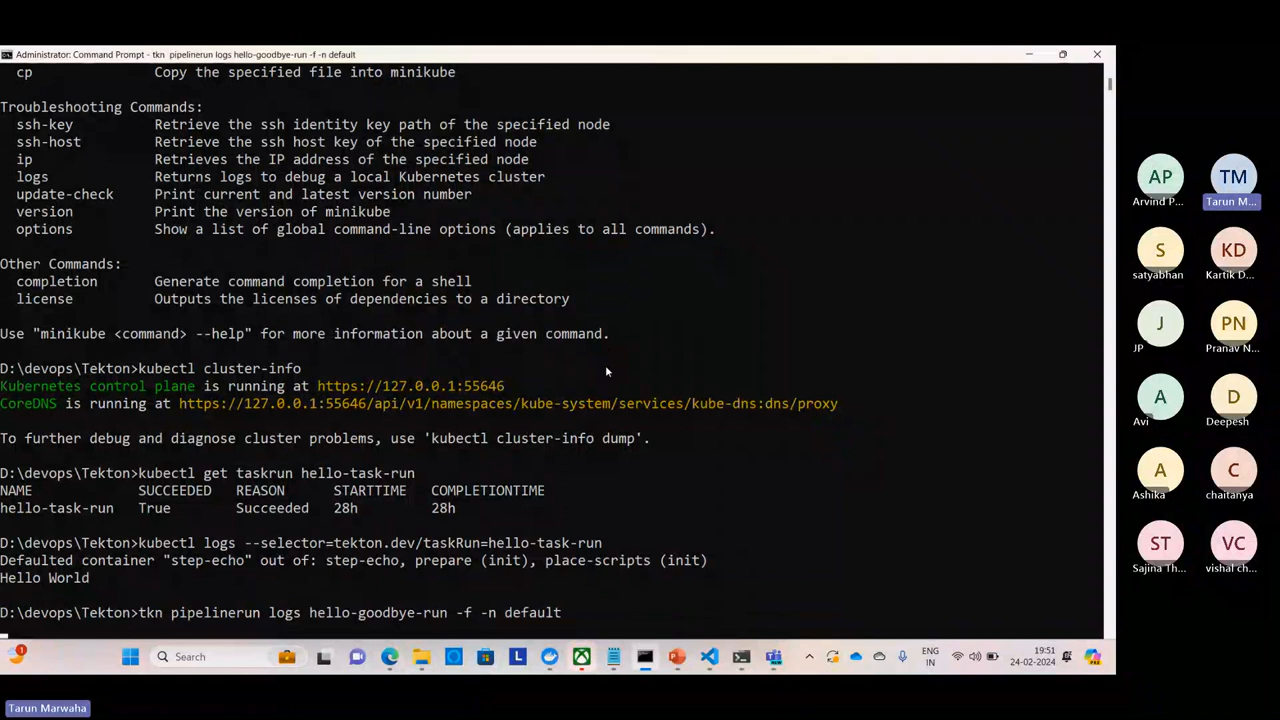 Administrator: Command Prompt - tkn pipelinerun logs hello-goodbye-run -f -n default
cp Copy the specified file into minikube
Troubleshooting Commands:
ssh-key Retrieve the ssh identity key path of the specified node
ssh-host Retrieve the ssh host key of the specified node
ip Retrieves the IP address of the specified node
logs Returns logs to debug a local Kubernetes cluster
update-check Print current and latest version number
version Print the version of minikube
options Show a list of global command-line options (applies to all commands).
Other Commands:
completion Generate command completion for a shell
license Outputs the licenses of dependencies to a directory
Use "minikube <command> --help" for more information about a given command.
D:\devops\Tekton>kubectl cluster-info
Kubernetes control plane is running at https://127.0.0.1:55646
CoreDNS is running at https://127.0.0.1:55646/api/v1/namespaces/kube-system/services/kube-dns:dns/proxy
To further debug and diagnose cluster problems, use 'kubectl cluster-info dump'.
D:\devops\Tekton>kubectl get taskrun hello-task-run
NAME SUCCEEDED REASON STARTTIME COMPLETIONTIME
hello-task-run True Succeeded 28h 28h
D:\devops\Tekton>kubectl logs --selector=tekton.dev/taskRun=hello-task-run
Defaulted container "step-echo" out of: step-echo, prepare (init), place-scripts (init)
Hello World
D:\devops\Tekton>tkn pipelinerun logs hello-goodbye-run -f -n default
1
Search
ENG
IN
19:51
24-02-2024
AP TM
Arvind P... Tarun M...
S KD
satyabhan Kartik D...
J PN
JP Pranav N...
A D
Avi Deepesh
A C
Ashika chaitanya
ST VC
Sajina Th... vishal ch...
Tarun Marwaha